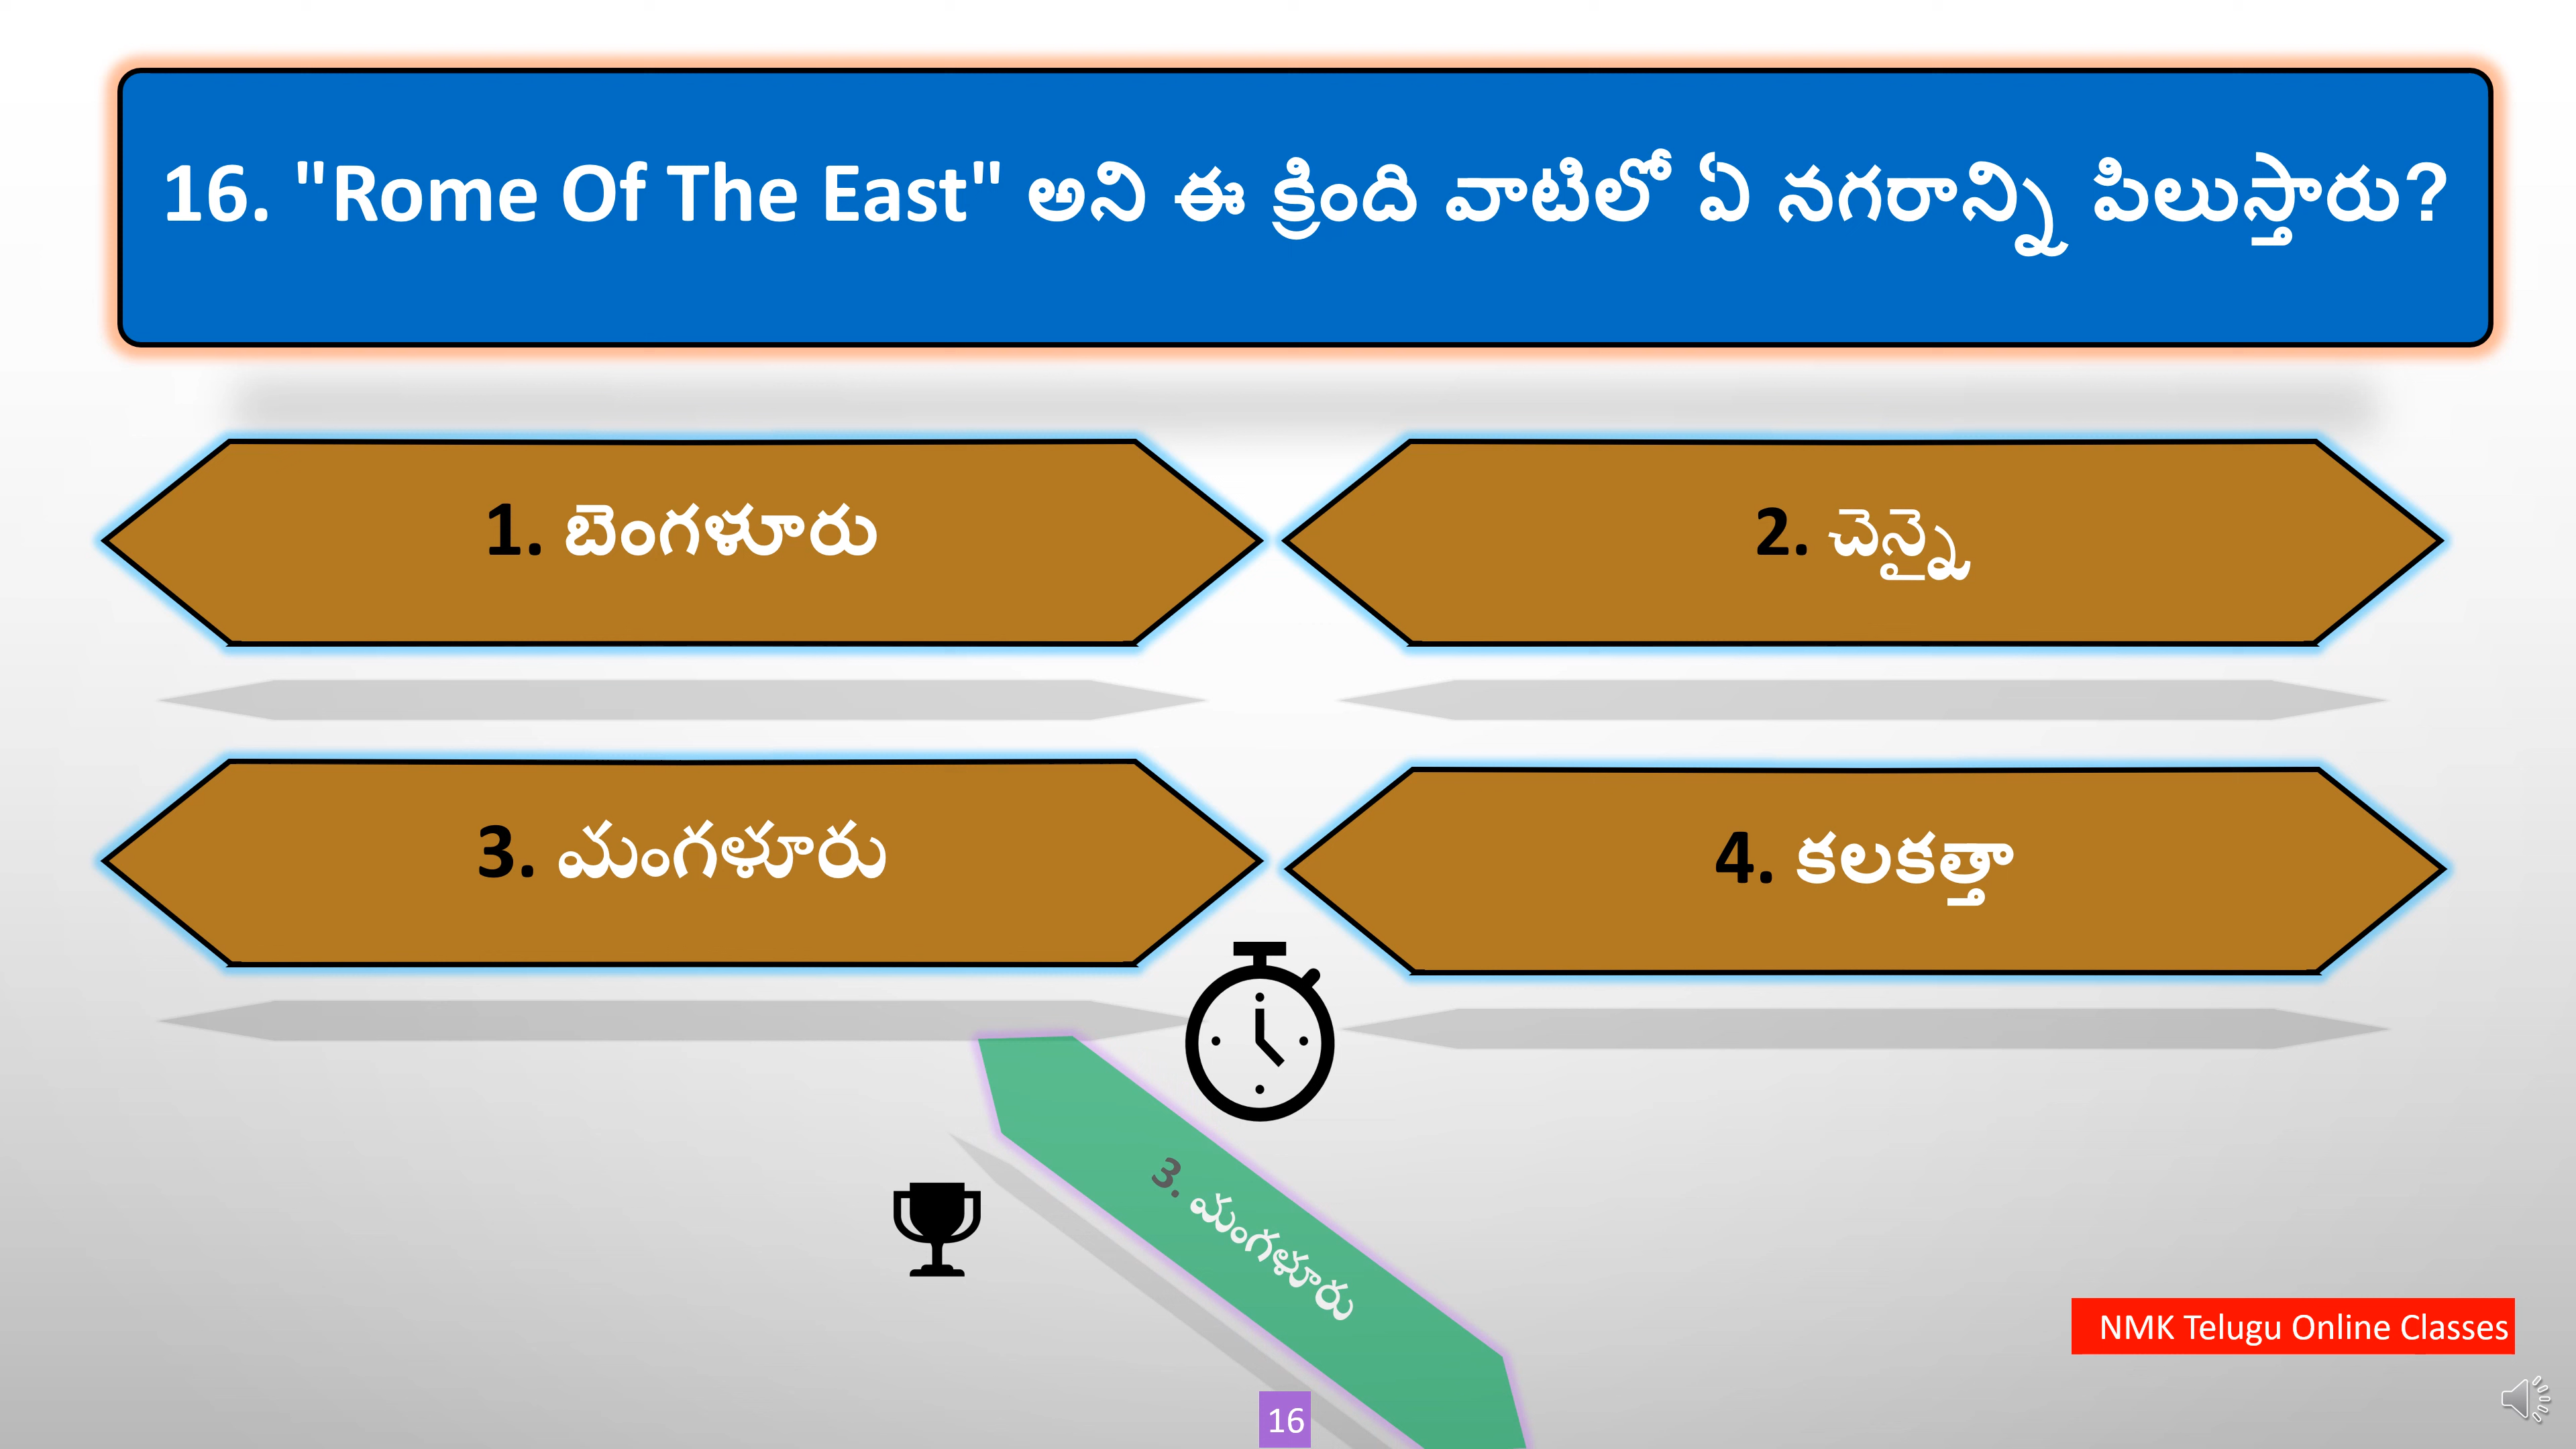 16. "Rome Of The East" అని ఈ క్రింది వాటిలో ఏ నగరాన్ని పిలుస్తారు?
1. బెంగళూరు
2. చెన్నై
3. మంగళూరు
4. కలకత్తా
3. మంగళూరు
NMK Telugu Online Classes
16